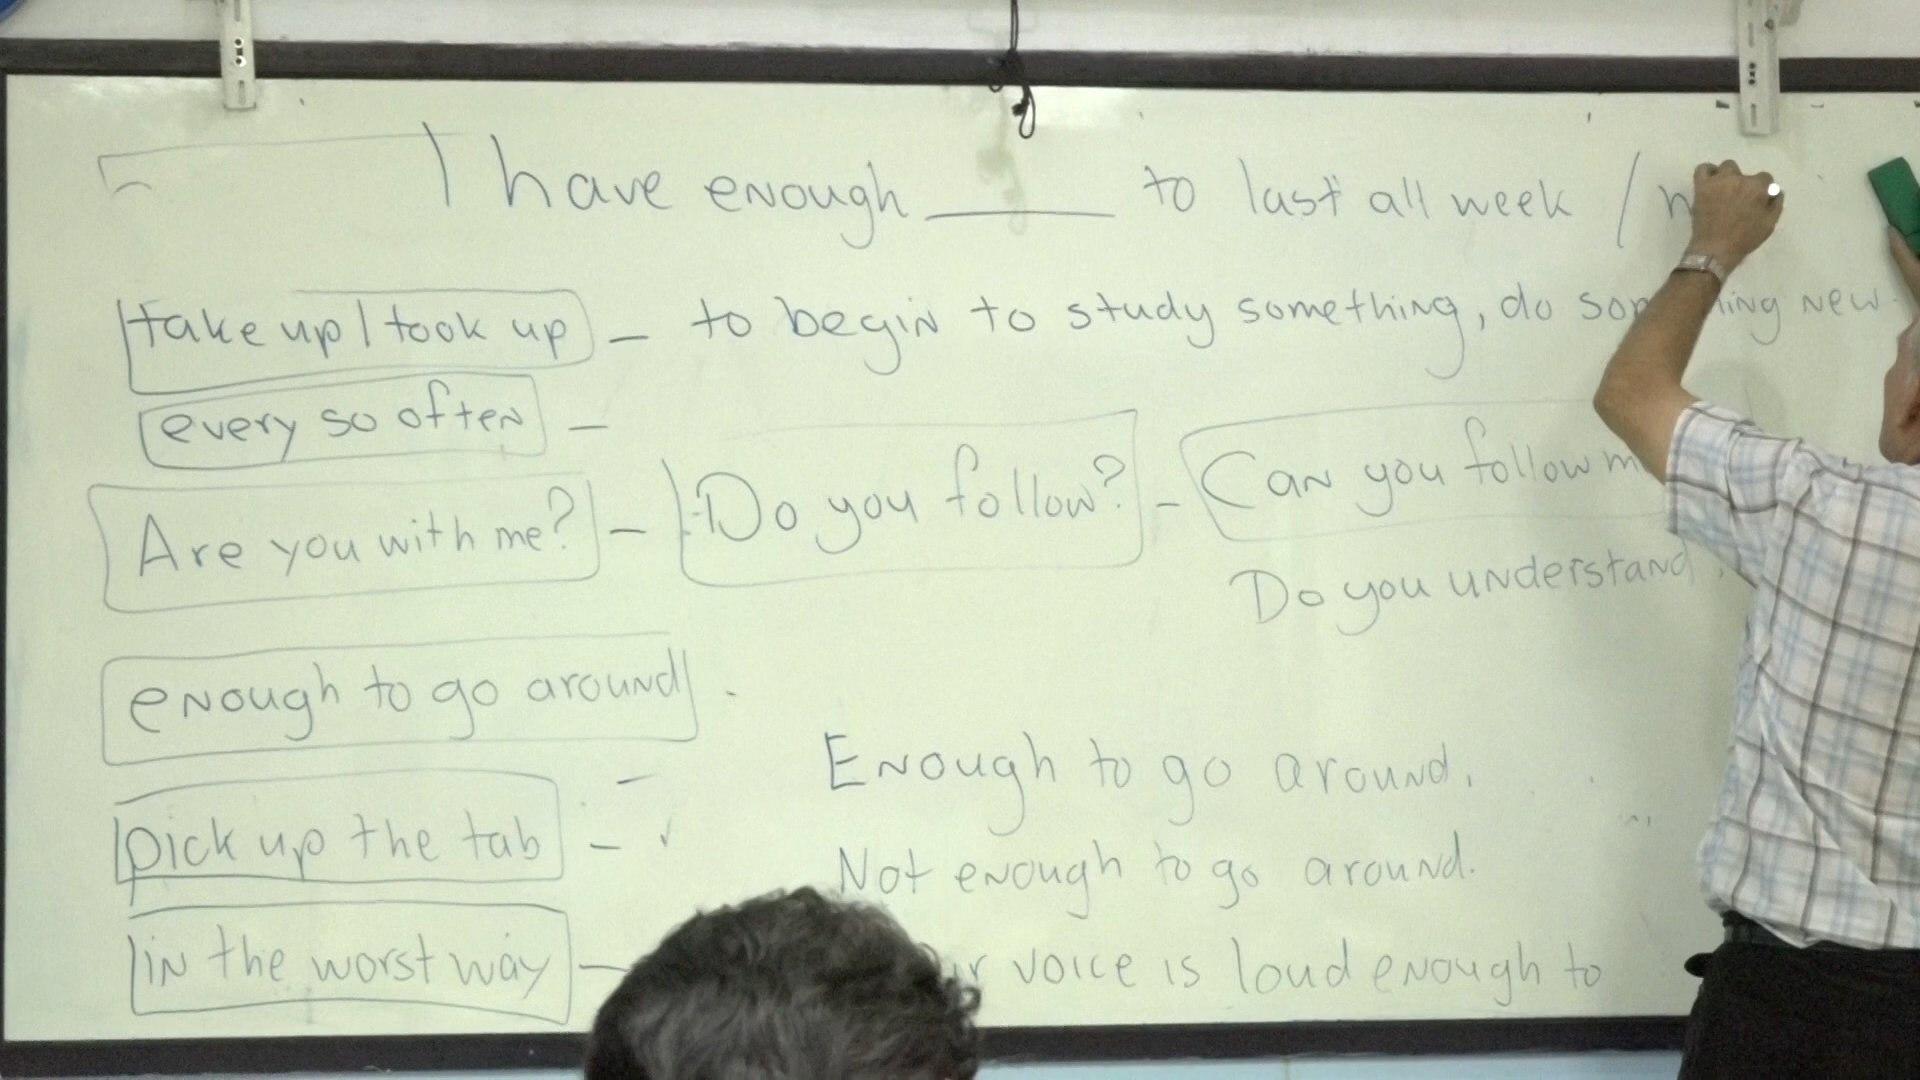 I have enough ______ to last all week /
take up / took up - to begin to study something, do something new.
every so often -
Are you with me? - Do you follow? - Can you follow
Do you understand
enough to go around -
Enough to go around.
pick up the tab -
Not enough to go around.
in the worst way -
voice is loud enough to